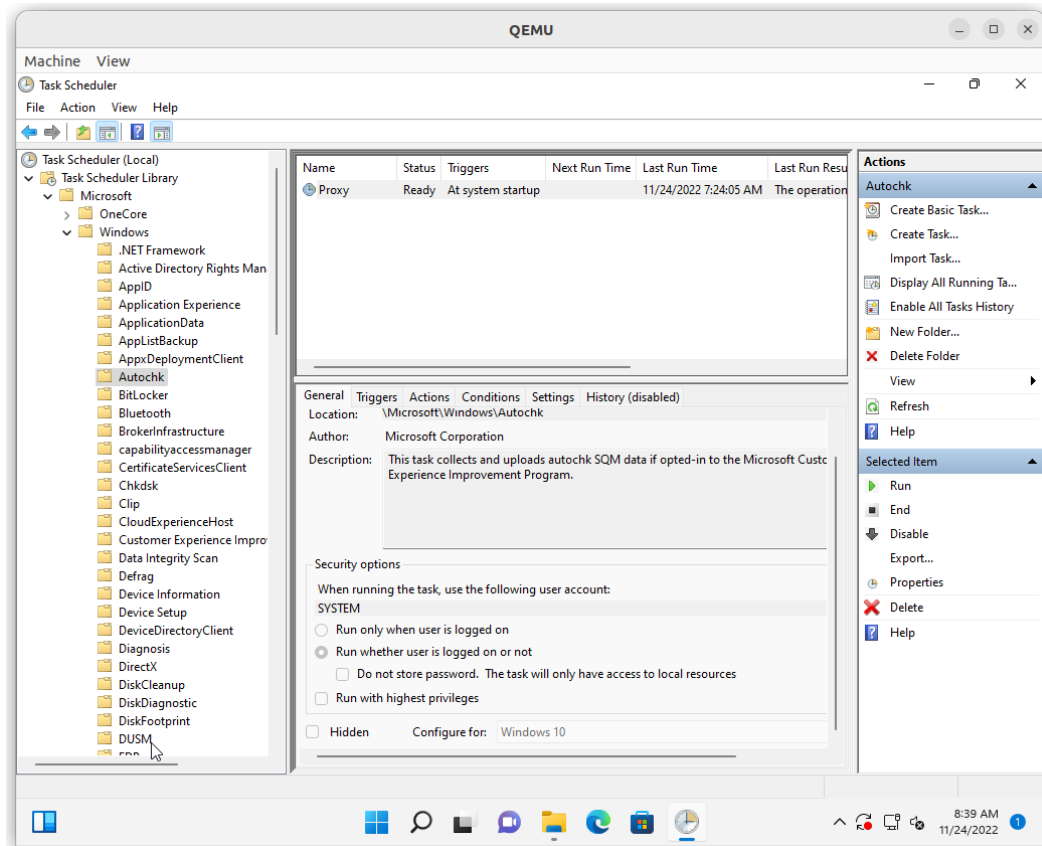 QEMU
Machine View
Task Scheduler
File Action View Help
Task Scheduler (Local)
Task Scheduler Library
Microsoft
OneCore
Windows
.NET Framework
Active Directory Rights Man
AppID
Application Experience
ApplicationData
AppListBackup
AppxDeploymentClient
Autochk
BitLocker
Bluetooth
BrokerInfrastructure
capabilityaccessmanager
CertificateServicesClient
Chkdsk
Clip
CloudExperienceHost
Customer Experience Impro
Data Integrity Scan
Defrag
Device Information
Device Setup
DeviceDirectoryClient
Diagnosis
DirectX
DiskCleanup
DiskDiagnostic
DiskFootprint
DUSM
Name Status Triggers Next Run Time Last Run Time Last Run Resu
Proxy Ready At system startup 11/24/2022 7:24:05 AM The operation
General Triggers Actions Conditions Settings History (disabled)
Location: \Microsoft\Windows\Autochk
Author: Microsoft Corporation
Description: This task collects and uploads autochk SQM data if opted-in to the Microsoft Custo
Experience Improvement Program.
Security options
When running the task, use the following user account:
SYSTEM
Run only when user is logged on
Run whether user is logged on or not
Do not store password. The task will only have access to local resources
Run with highest privileges
Hidden Configure for: Windows 10
Actions
Autochk
Create Basic Task...
Create Task...
Import Task...
Display All Running Ta...
Enable All Tasks History
New Folder...
Delete Folder
View
Refresh
Help
Selected Item
Run
End
Disable
Export...
Properties
Delete
Help
8:39 AM
11/24/2022
1